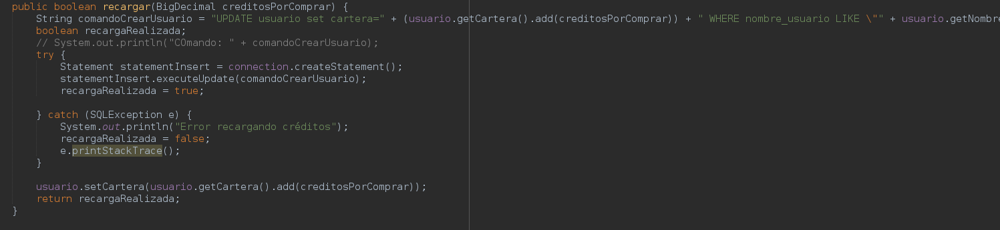 public boolean recargar(BigDecimal creditosPorComprar) {
String comandoCrearUsuario = "UPDATE usuario set cartera=" + (usuario.getCartera().add(creditosPorComprar)) + " WHERE nombre_usuario LIKE \"" + usuario.getNombre
boolean recargaRealizada;
// System.out.println("COmando: " + comandoCrearUsuario);
try {
Statement statementInsert = connection.createStatement();
statementInsert.executeUpdate(comandoCrearUsuario);
recargaRealizada = true;
} catch (SQLException e) {
System.out.println("Error recargando créditos");
recargaRealizada = false;
e.printStackTrace();
}
usuario.setCartera(usuario.getCartera().add(creditosPorComprar));
return recargaRealizada;
}